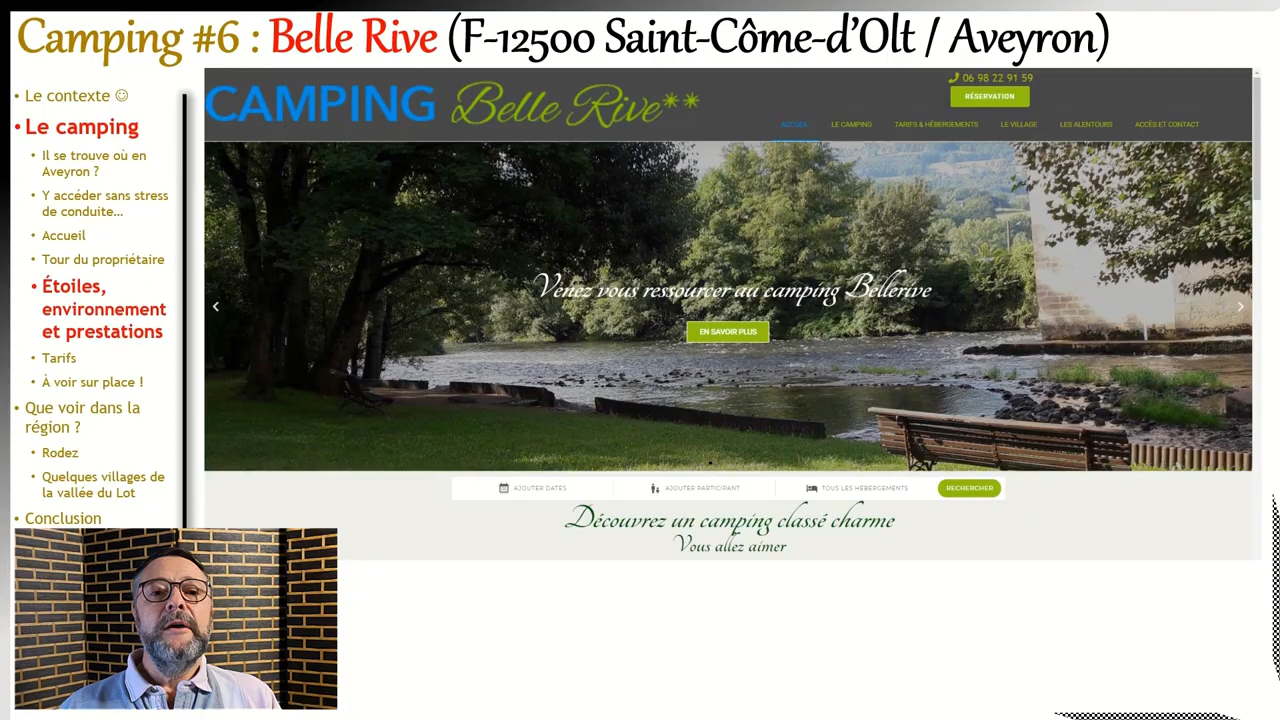 Camping #6 : Belle Rive (F-12500 Saint-Côme-d'Olt / Aveyron)
• Le contexte ☺
• Le camping
• Il se trouve où en
Aveyron ?
• Y accéder sans stress
de conduite…
• Accueil
• Tour du propriétaire
• Étoiles,
environnement
et prestations
• Tarifs
• À voir sur place !
• Que voir dans la
région ?
• Rodez
• Quelques villages de
la vallée du Lot
• Conclusion
CAMPING Belle Rive**
06 98 22 91 59
RÉSERVATION
ACCUEIL LE CAMPING TARIFS & HÉBERGEMENTS LE VILLAGE LES ALENTOURS ACCÈS ET CONTACT
Venez vous ressourcer au camping Bellerive
EN SAVOIR PLUS
AJOUTER DATES AJOUTER PARTICIPANT TOUS LES HÉBERGEMENTS RECHERCHER
Découvrez un camping classé charme
Vous allez aimer